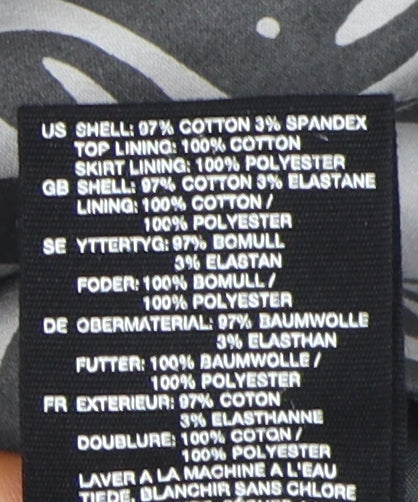 US SHELL: 97% COTTON 3% SPANDEX
TOP LINING: 100% COTTON
SKIRT LINING: 100% POLYESTER
GB SHELL: 97% COTTON 3% ELASTANE
LINING: 100% COTTON /
100% POLYESTER
SE YTTERTYG: 97% BOMULL
3% ELASTAN
FODER: 100% BOMULL /
100% POLYESTER
DE OBERMATERIAL: 97% BAUMWOLLE
3% ELASTHAN
FUTTER: 100% BAUMWOLLE /
100% POLYESTER
FR EXTERIEUR: 97% COTON
3% ELASTHANNE
DOUBLURE: 100% COTON /
100% POLYESTER
LAVER A LA MACHINE A L'EAU
TIEDE, BLANCHIR SANS CHLORE